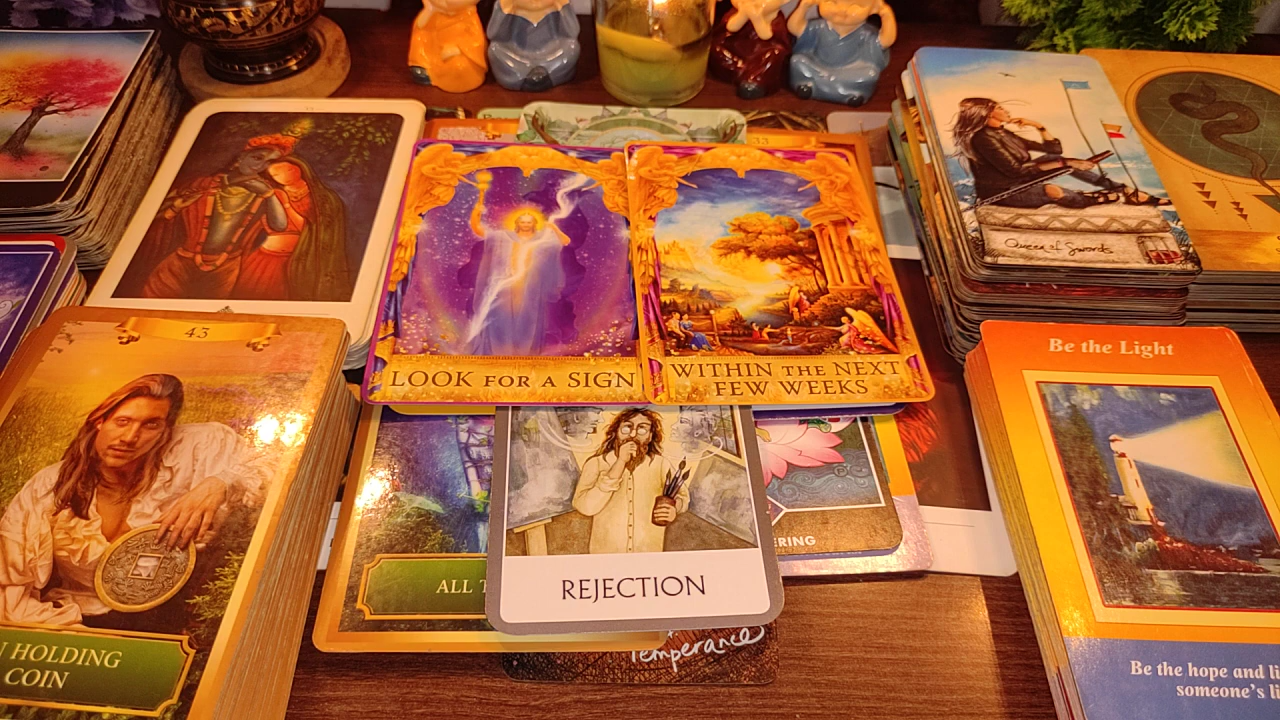 33
Queen of Swords
43
LOOK FOR A SIGN
WITHIN THE NEXT
FEW WEEKS
Be the Light
ERING
ALL T
REJECTION
Temperance
N HOLDING
COIN
Be the hope and li
someone's li